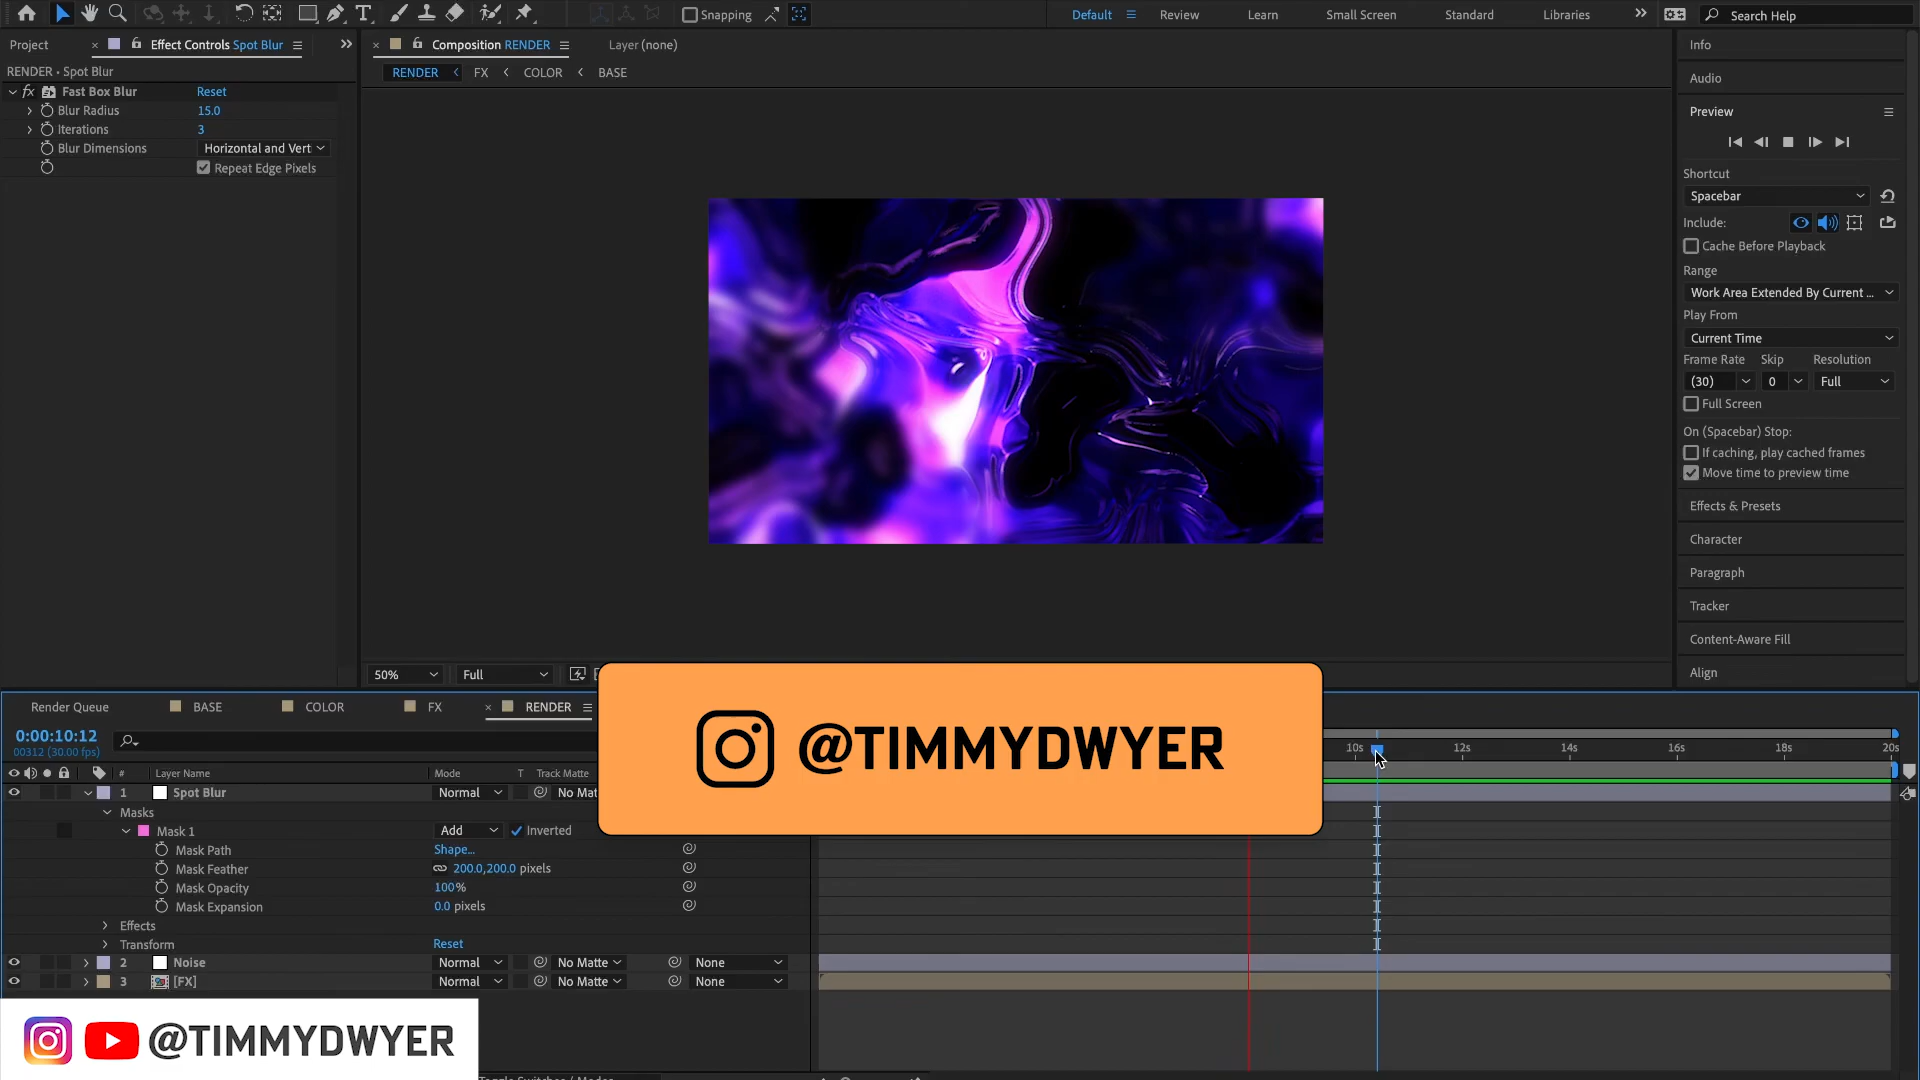 Snapping
Default
Review
Learn
Small Screen
Standard
Libraries
Search Help
Project
Effect Controls Spot Blur
Composition RENDER
Layer (none)
Info
RENDER • Spot Blur
RENDER
FX
COLOR
BASE
Audio
fx Fast Box Blur
Reset
Blur Radius
15.0
Iterations
3
Blur Dimensions
Horizontal and Vert
Repeat Edge Pixels
Preview
Shortcut
Spacebar
Include:
Cache Before Playback
Range
Work Area Extended By Current ...
Play From
Current Time
Frame Rate Skip Resolution
(30) 0 Full
Full Screen
On (Spacebar) Stop:
If caching, play cached frames
Move time to preview time
Effects & Presets
Character
Paragraph
Tracker
Content-Aware Fill
Align
50%
Full
@TIMMYDWYER
Render Queue
BASE
COLOR
FX
RENDER
0:00:10:12
00312 (30.00 fps)
10s 12s 14s 16s 18s 20s
# Layer Name Mode T Track Matte
1 Spot Blur Normal No Mat
Masks
Mask 1 Add Inverted
Mask Path Shape...
Mask Feather 200.0,200.0 pixels
Mask Opacity 100%
Mask Expansion 0.0 pixels
Effects
Transform Reset
2 Noise Normal No Matte None
3 [FX] Normal No Matte None
@TIMMYDWYER